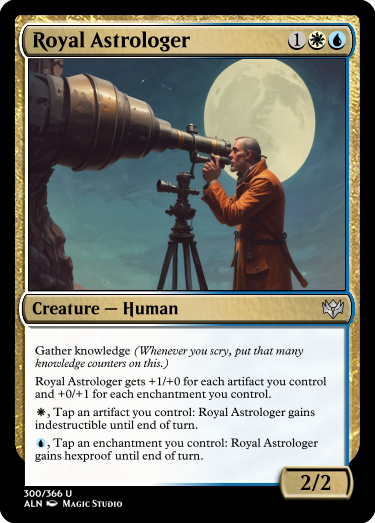 Royal Astrologer 1
Creature — Human
Gather knowledge (Whenever you scry, put that many
knowledge counters on this.)
Royal Astrologer gets +1/+0 for each artifact you control
and +0/+1 for each enchantment you control.
, Tap an artifact you control: Royal Astrologer gains
indestructible until end of turn.
, Tap an enchantment you control: Royal Astrologer
gains hexproof until end of turn.
2/2
300/366 U
ALN Magic Studio